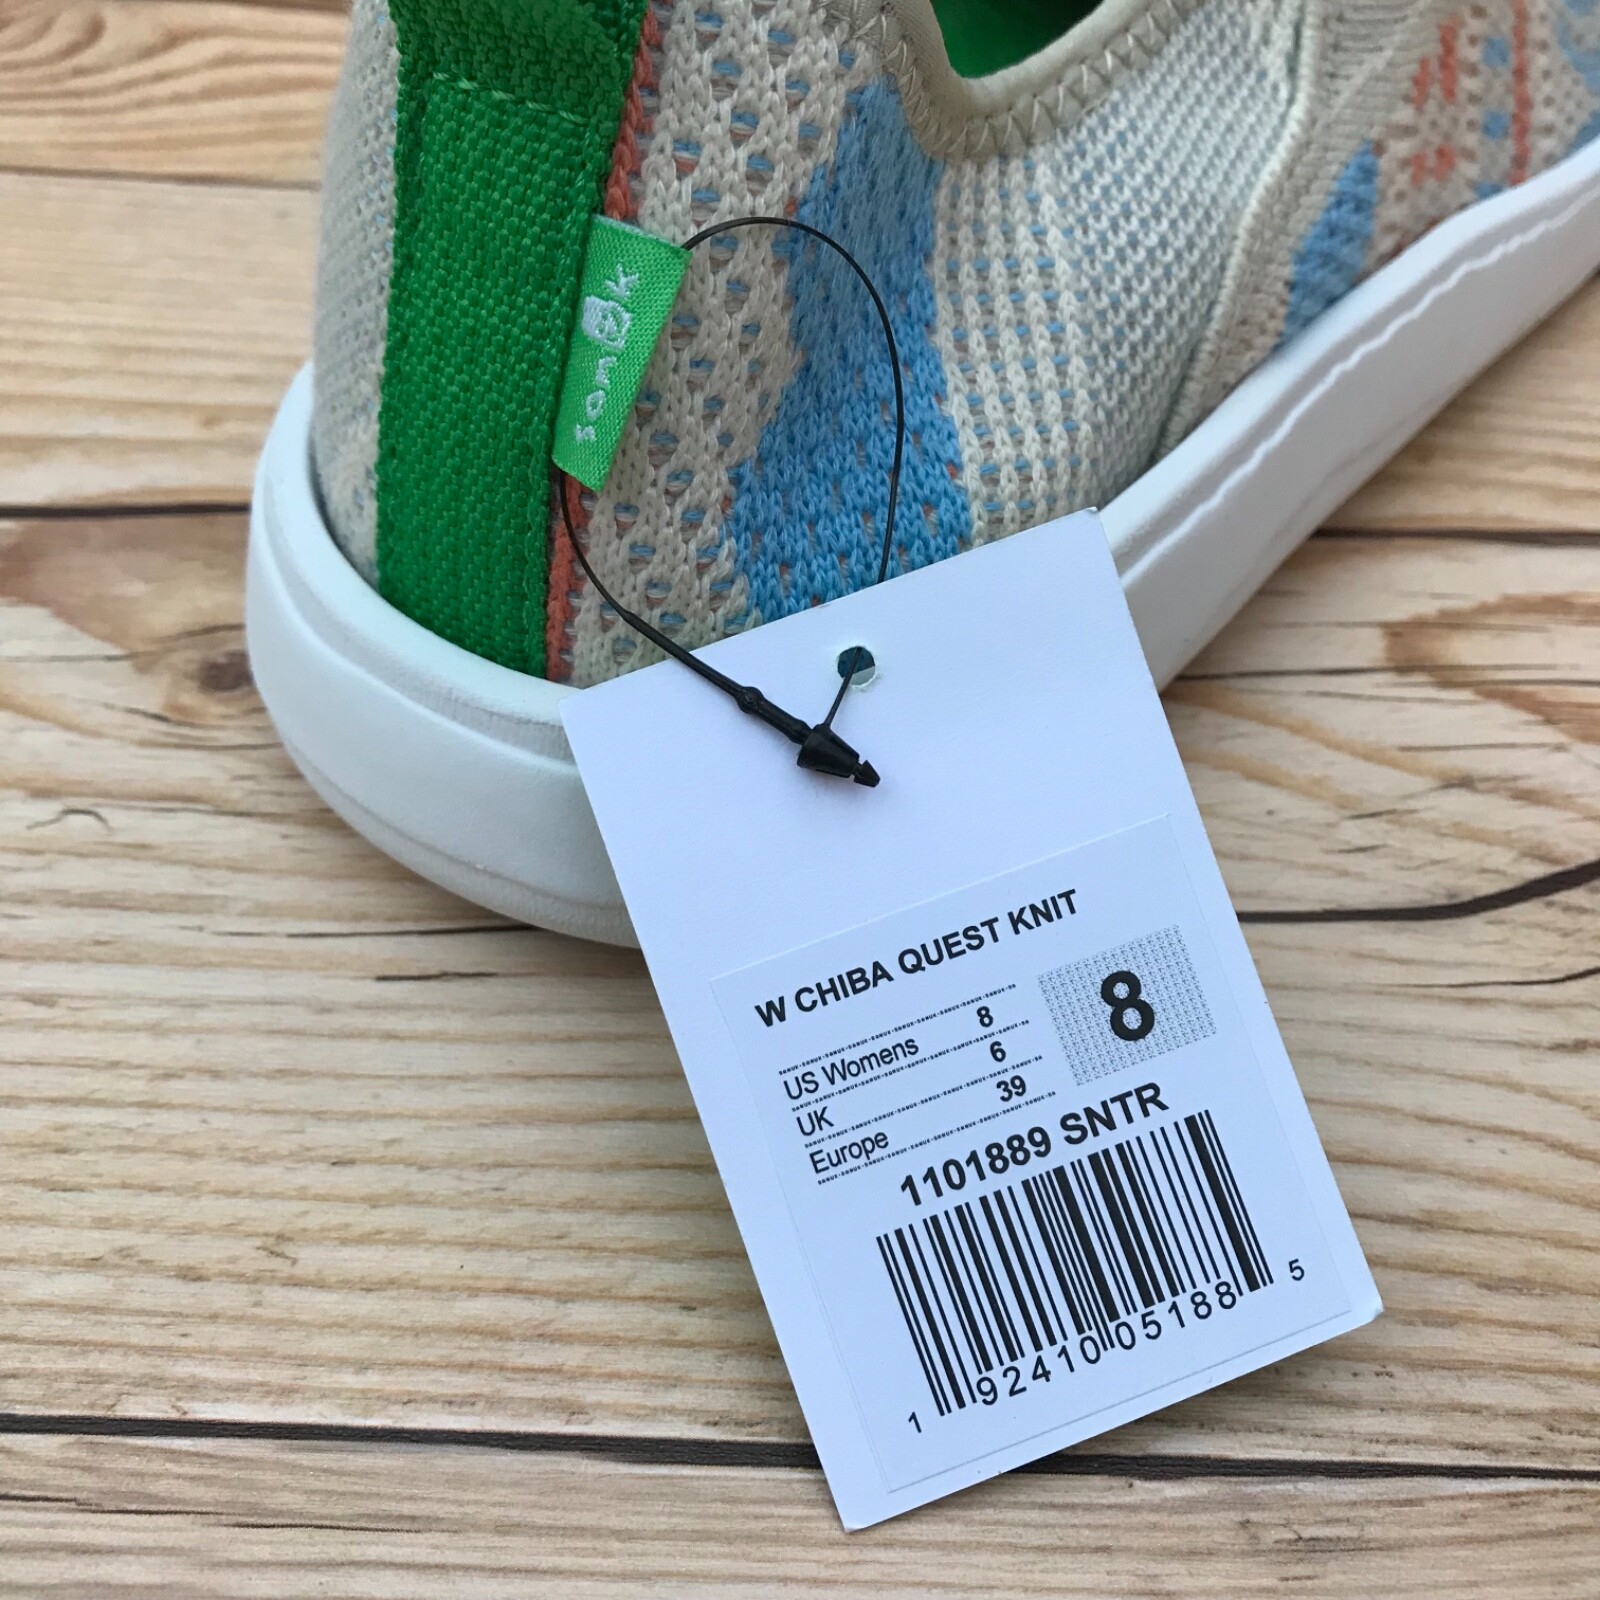 sanuk
W CHIBA QUEST KNIT
US Womens 8
UK 6
Europe 39
8
1101889 SNTR
1 92410 05188 5